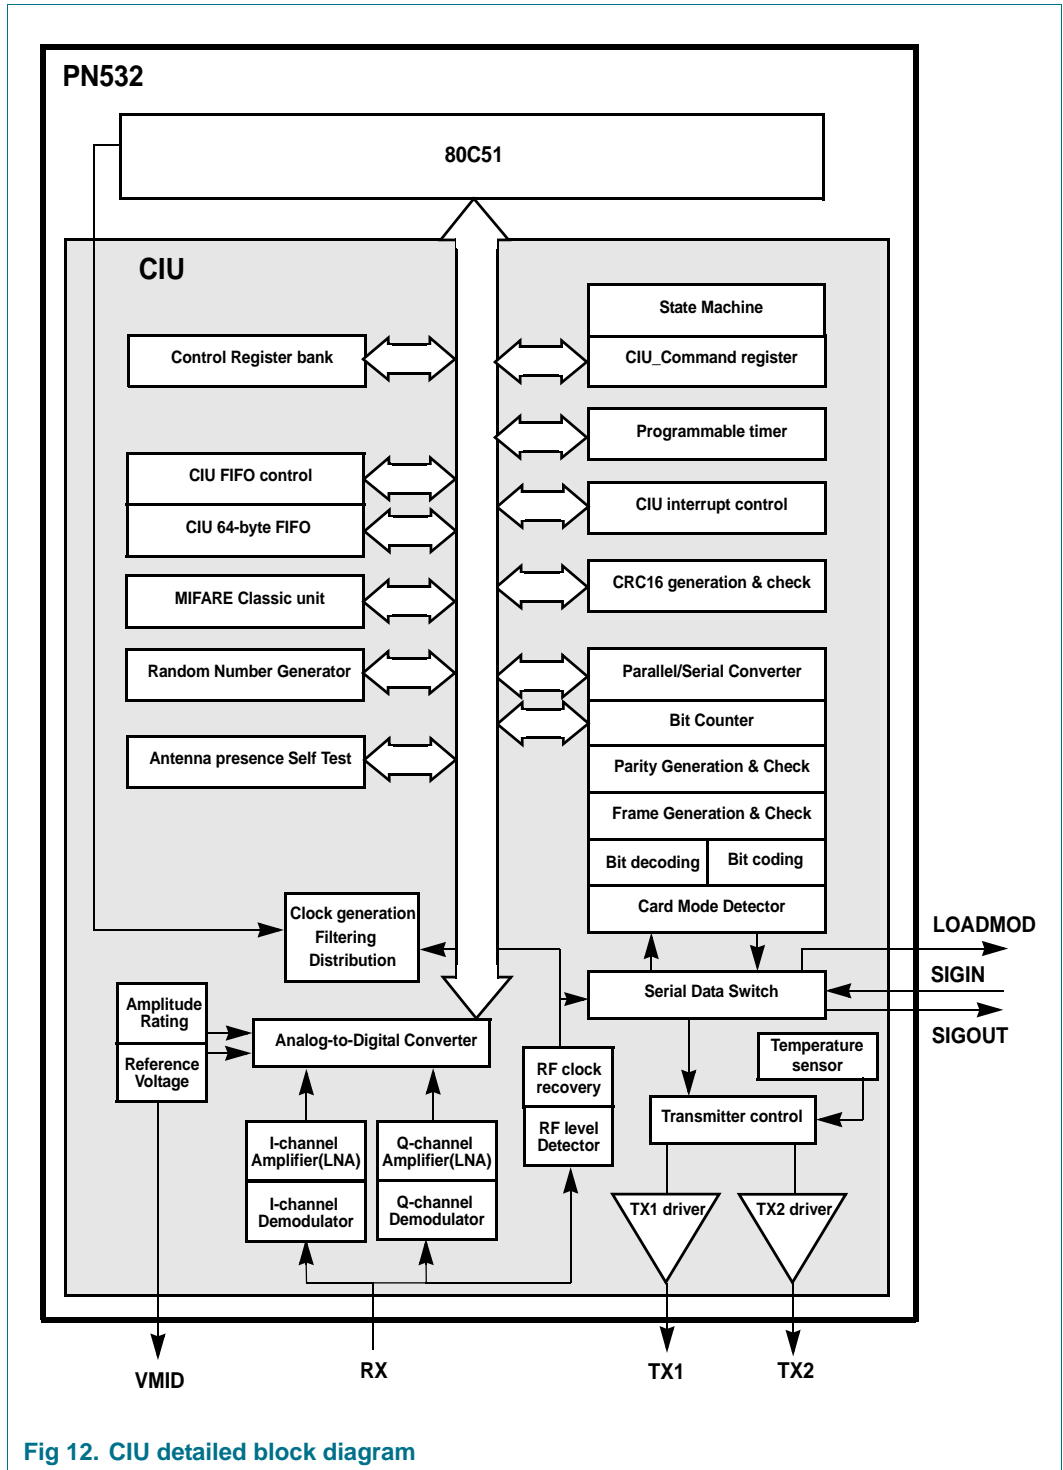 PN532
80C51
CIU
State Machine
Control Register bank
CIU_Command register
Programmable timer
CIU FIFO control
CIU interrupt control
CIU 64-byte FIFO
CRC16 generation & check
MIFARE Classic unit
Random Number Generator
Parallel/Serial Converter
Bit Counter
Antenna presence Self Test
Parity Generation & Check
Frame Generation & Check
Bit decoding
Bit coding
Card Mode Detector
Clock generation
Filtering
Distribution
LOADMOD
SIGIN
SIGOUT
Serial Data Switch
Amplitude
Rating
Reference
Voltage
Analog-to-Digital Converter
RF clock
recovery
RF level
Detector
Temperature
sensor
Transmitter control
I-channel
Amplifier(LNA)
I-channel
Demodulator
Q-channel
Amplifier(LNA)
Q-channel
Demodulator
TX1 driver
TX2 driver
VMID
RX
TX1
TX2
Fig 12. CIU detailed block diagram